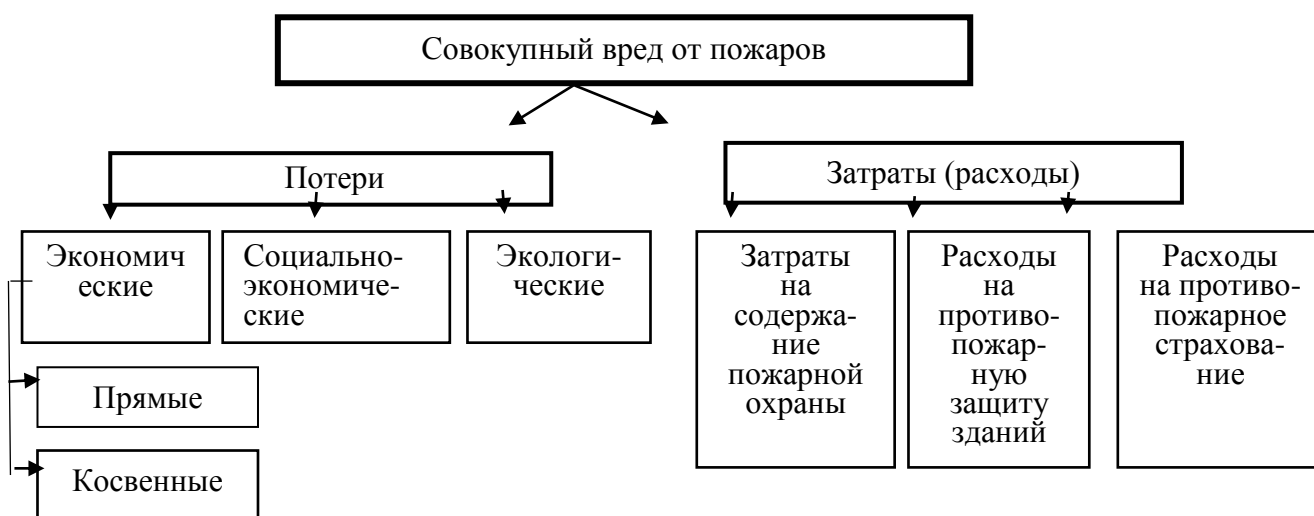 Совокупный вред от пожаров
Потери
Затраты (расходы)
Экономич
еские
Социально-
экономиче-
ские
Экологи-
ческие
Затраты
на
содержа-
ние
пожарной
охраны
Расходы
на
противо-
пожар-
ную
защиту
зданий
Расходы
на противо-
пожарное
страхова-
ние
Прямые
Косвенные